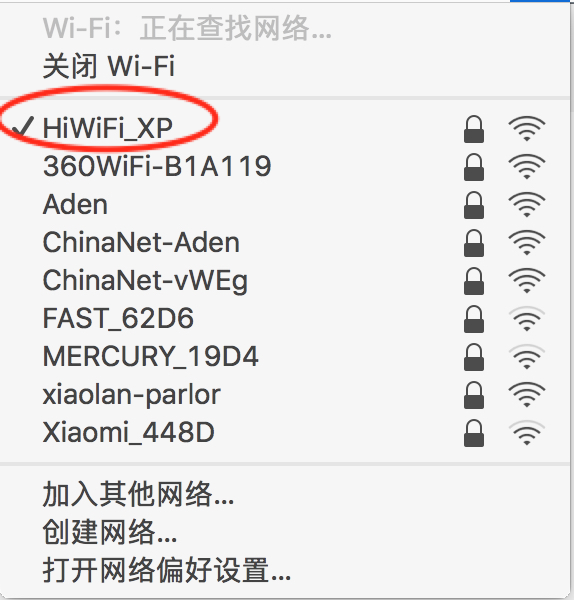 Wi-Fi：正在查找网络...
关闭 Wi-Fi
HiWiFi_XP
360WiFi-B1A119
Aden
ChinaNet-Aden
ChinaNet-vWEg
FAST_62D6
MERCURY_19D4
xiaolan-parlor
Xiaomi_448D
加入其他网络...
创建网络...
打开网络偏好设置...